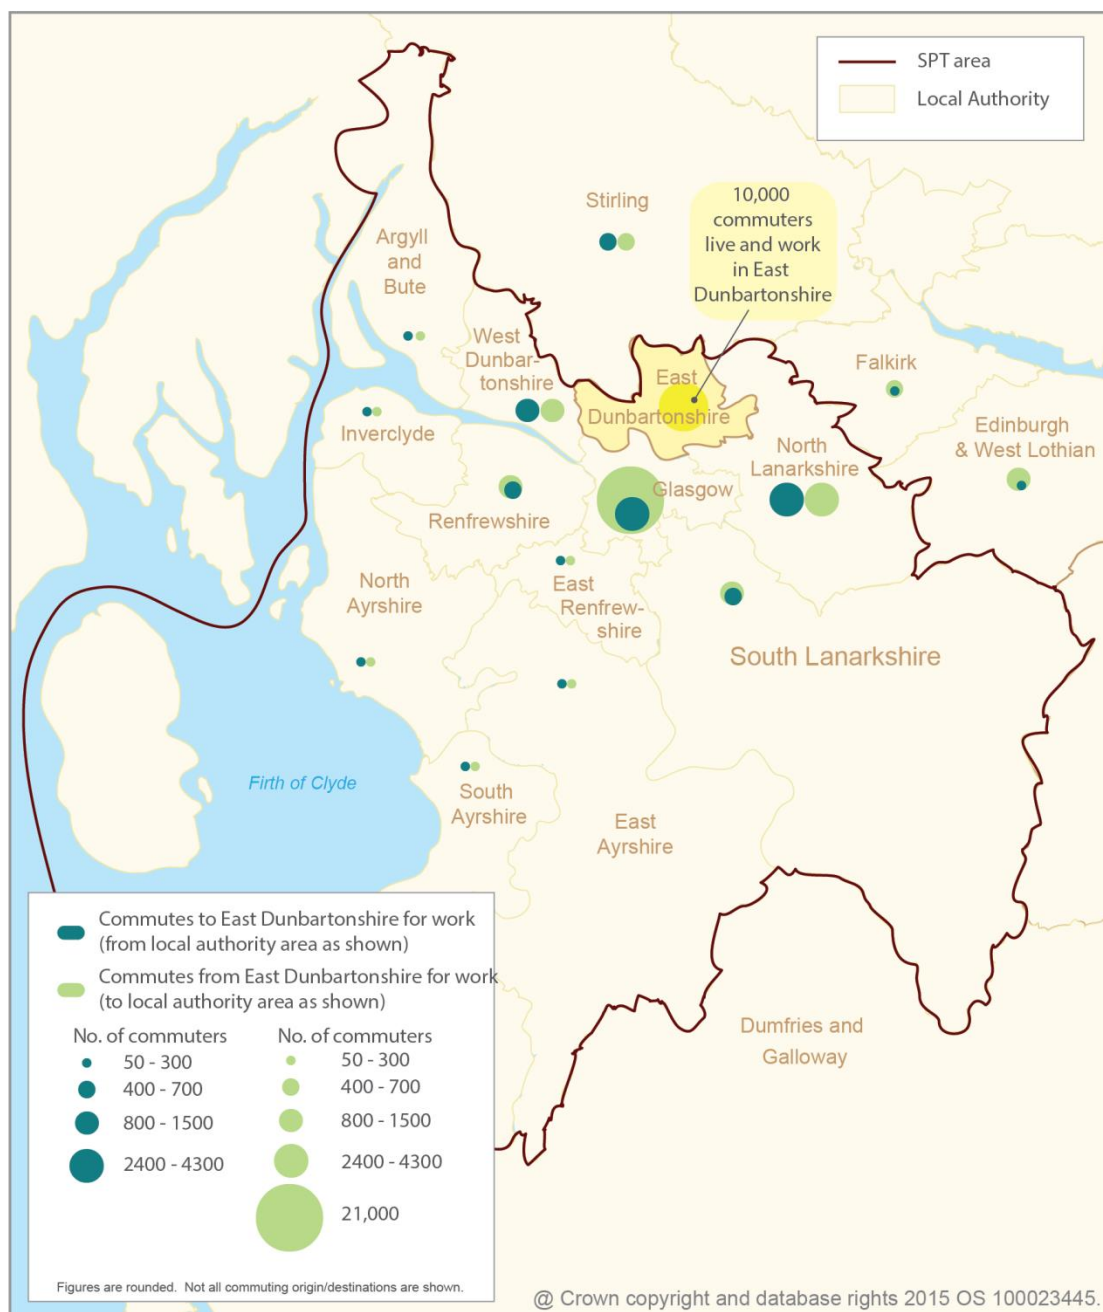 SPT area
Local Authority
10,000
commuters
live and work
in East
Dunbartonshire
Stirling
Argyll
and
Bute
West
Dunbar-
tonshire
East
Dunbartonshire
Falkirk
Edinburgh
& West Lothian
Inverclyde
North
Lanarkshire
Glasgow
Renfrewshire
North
Ayrshire
East
Renfrew-
shire
South Lanarkshire
Firth of Clyde
South
Ayrshire
East
Ayrshire
Dumfries and
Galloway
Commutes to East Dunbartonshire for work
(from local authority area as shown)
Commutes from East Dunbartonshire for work
(to local authority area as shown)
No. of commuters
50 - 300
400 - 700
800 - 1500
2400 - 4300
No. of commuters
50 - 300
400 - 700
800 - 1500
2400 - 4300
21,000
Figures are rounded. Not all commuting origin/destinations are shown.
@ Crown copyright and database rights 2015 OS 100023445.